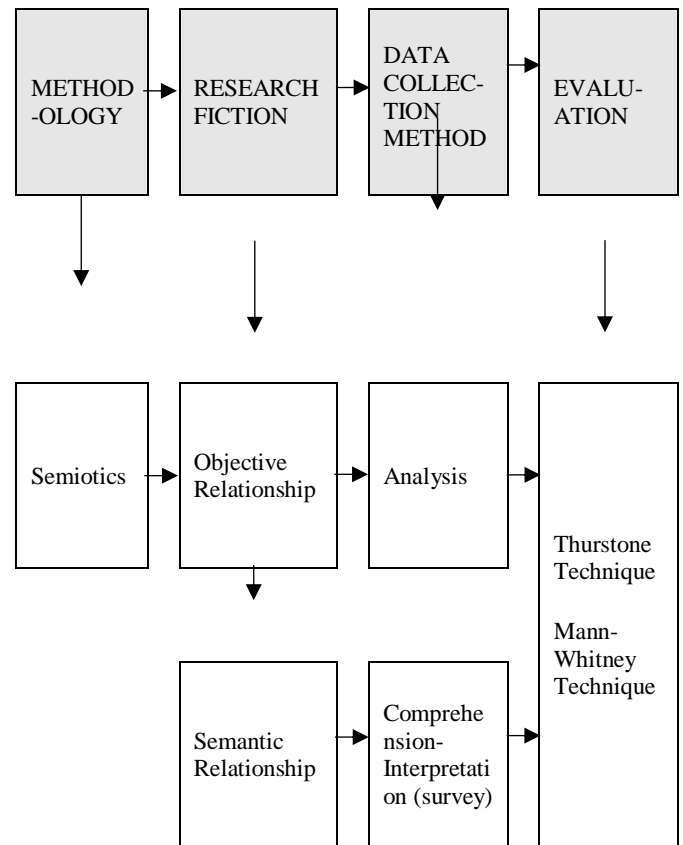 METHOD
-OLOGY
RESEARCH
FICTION
DATA
COLLEC-
TION
METHOD
EVALU-
ATION
Semiotics
Objective
Relationship
Analysis
Thurstone
Technique
Mann-
Whitney
Technique
Semantic
Relationship
Comprehe
nsion-
Interpretati
on (survey)